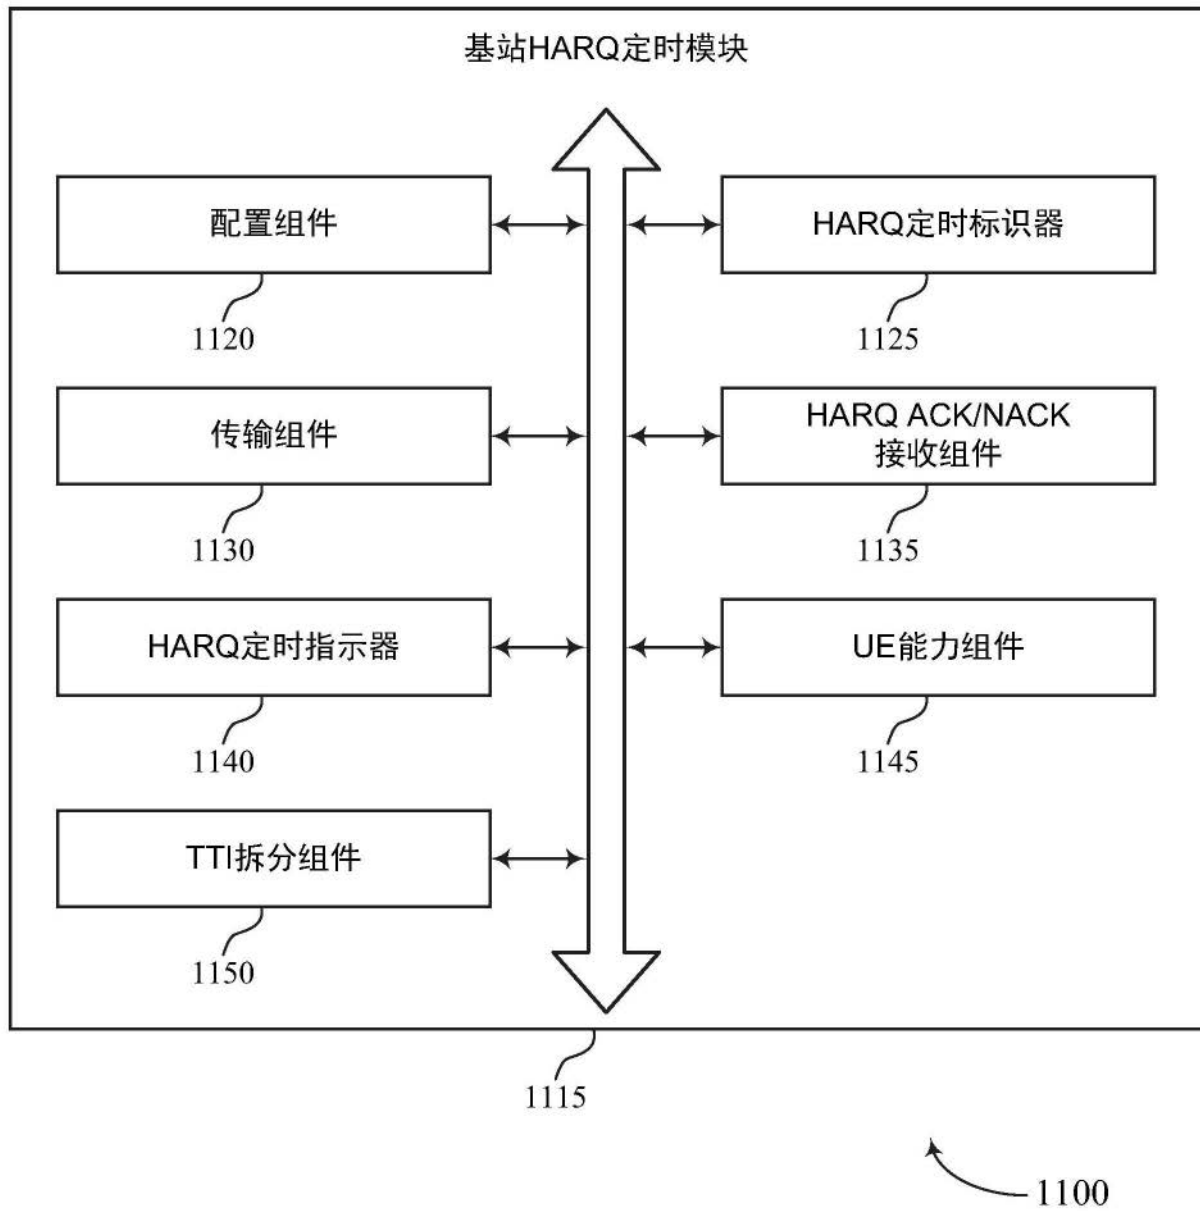 基站HARQ定时模块
配置组件
HARQ定时标识器
1120
1125
传输组件
HARQ ACK/NACK
接收组件
1130
1135
HARQ定时指示器
UE能力组件
1140
1145
TTI拆分组件
1150
1115
1100